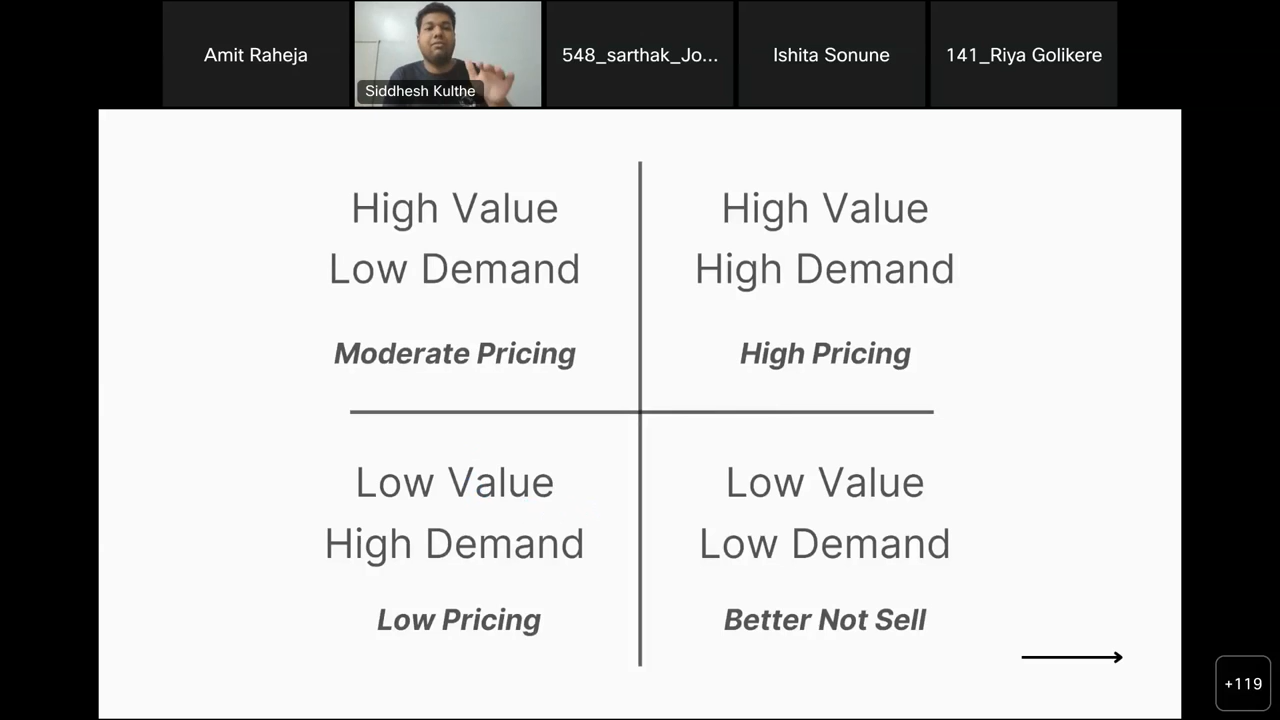 Amit Raheja
Siddhesh Kulthe
548_sarthak_Jo...
Ishita Sonune
141_Riya Golikere
High Value
Low Demand
Moderate Pricing
High Value
High Demand
High Pricing
Low Value
High Demand
Low Pricing
Low Value
Low Demand
Better Not Sell
+119